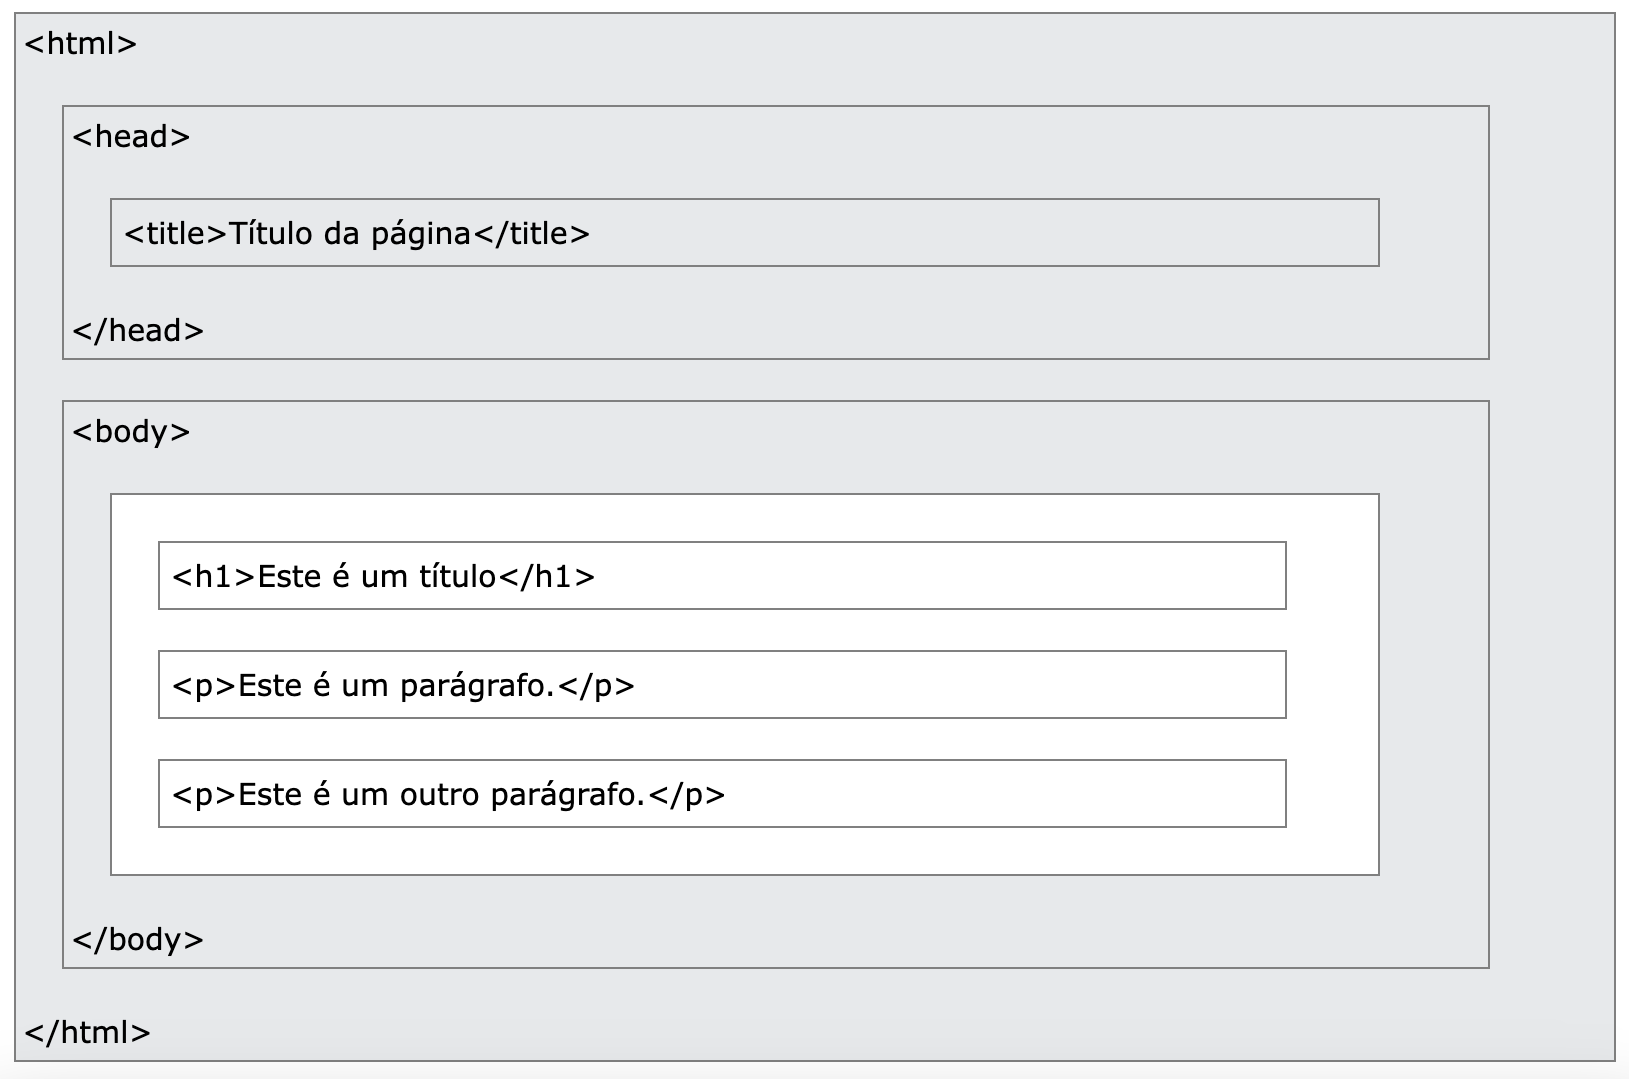 <html>
<head>
<title>Título da página</title>
</head>
<body>
<h1>Este é um título</h1>
<p>Este é um parágrafo.</p>
<p>Este é um outro parágrafo.</p>
</body>
</html>